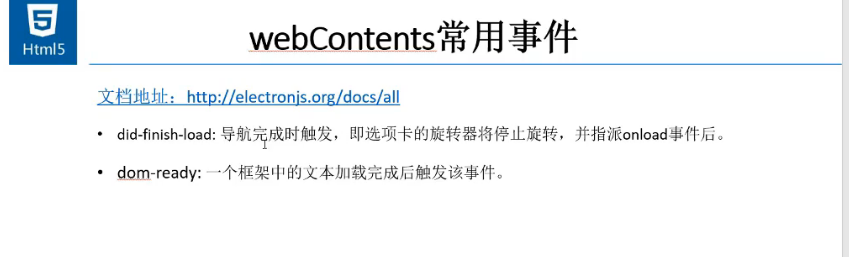 Html5
webContents常用事件
文档地址：http://electronjs.org/docs/all
• did-finish-load: 导航完成时触发，即选项卡的旋转器将停止旋转，并指派onload事件后。
• dom-ready: 一个框架中的文本加载完成后触发该事件。